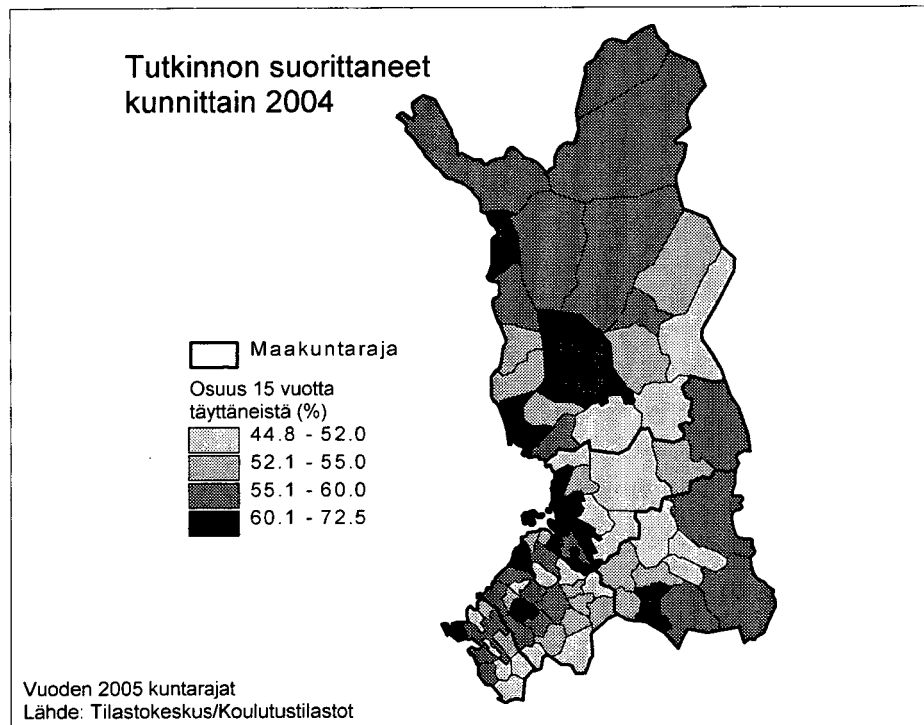 Tutkinnon suorittaneet
kunnittain 2004
Maakuntaraja
Osuus 15 vuotta
täyttäneistä (%)
44.8 - 52.0
52.1 - 55.0
55.1 - 60.0
60.1 - 72.5
Vuoden 2005 kuntarajat
Lähde: Tilastokeskus/Koulutustilastot